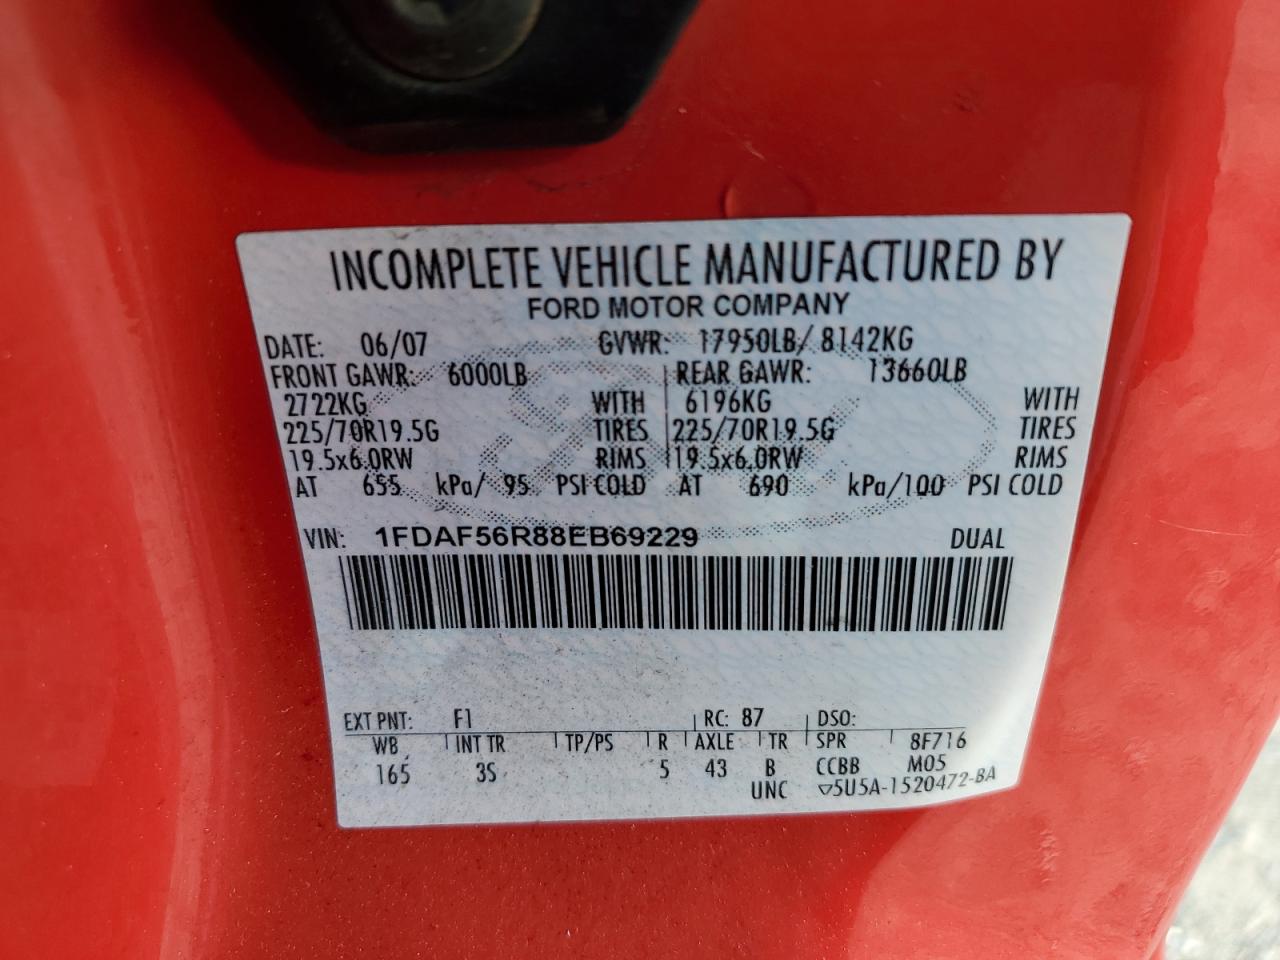 INCOMPLETE VEHICLE MANUFACTURED BY
FORD MOTOR COMPANY
DATE: 06/07 GVWR: 17950LB/ 8142KG
FRONT GAWR: 6000LB REAR GAWR: 13660LB
2722KG WITH 6196KG WITH
225/70R19.5G TIRES 225/70R19.5G TIRES
19.5x6.0RW RIMS 19.5x6.0RW RIMS
AT 655 kPa/ 95 PSI COLD AT 690 kPa/100 PSI COLD
VIN: 1FDAF56R88EB69229 DUAL
EXT PNT: F1 RC: 87 DSO:
WB INT TR TP/PS R AXLE TR SPR 8F716
165 3S 5 43 B CCBB M05
UNC ▽5U5A-1520472-BA